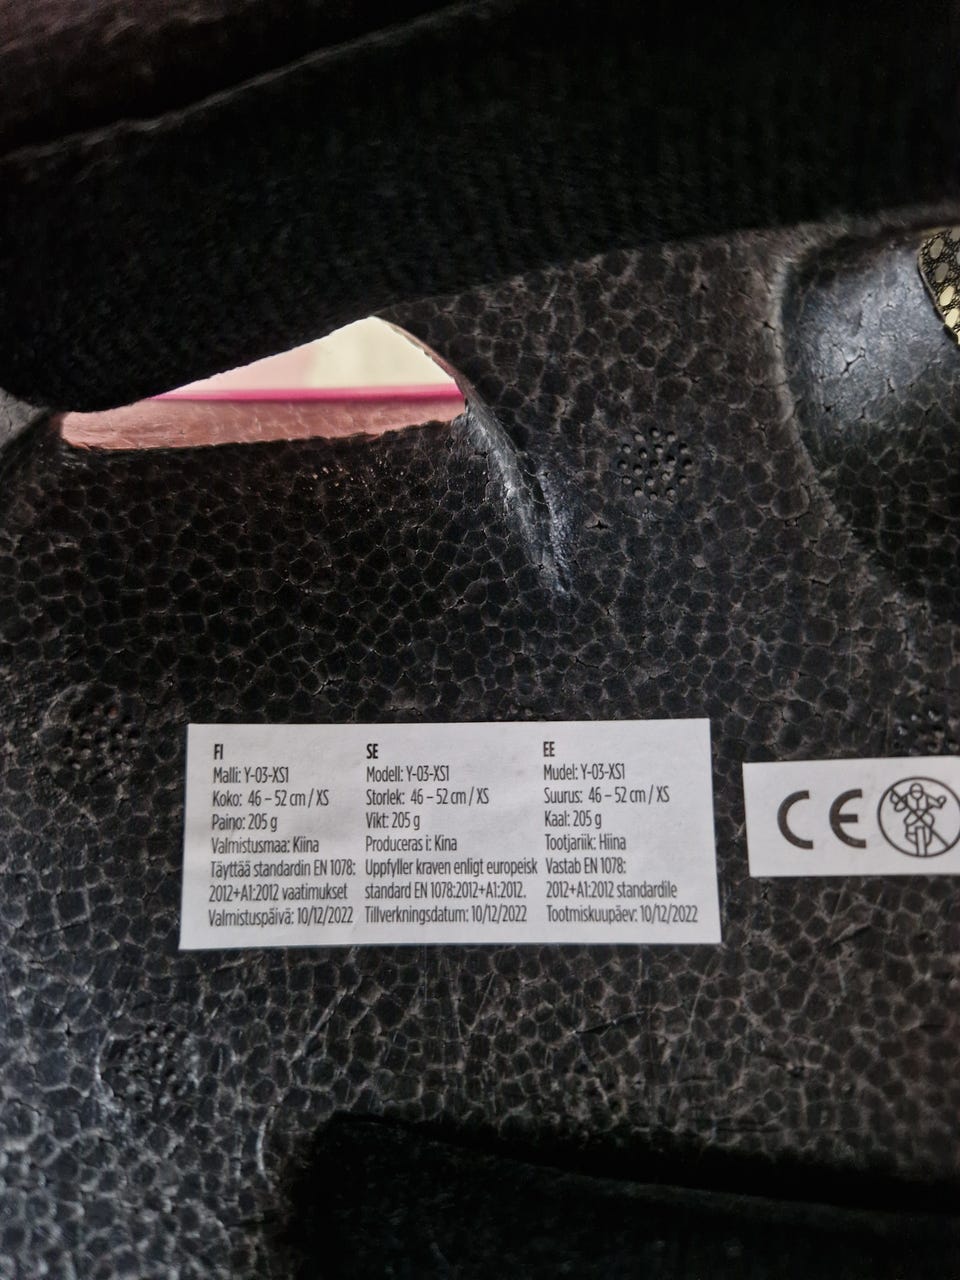 FI
Malli: Y-03-XS1
Koko: 46 – 52 cm / XS
Paino: 205 g
Valmistusmaa: Kiina
Täyttää standardin EN 1078:
2012+A1:2012 vaatimukset
Valmistuspäivä: 10/12/2022
SE
Modell: Y-03-XS1
Storlek: 46 – 52 cm / XS
Vikt: 205 g
Produceras i: Kina
Uppfyller kraven enligt europeisk
standard EN 1078:2012+A1:2012.
Tillverkningsdatum: 10/12/2022
EE
Mudel: Y-03-XS1
Suurus: 46 – 52 cm / XS
Kaal: 205 g
Tootjariik: Hiina
Vastab EN 1078:
2012+A1:2012 standardile
Tootmiskuupäev: 10/12/2022
CE